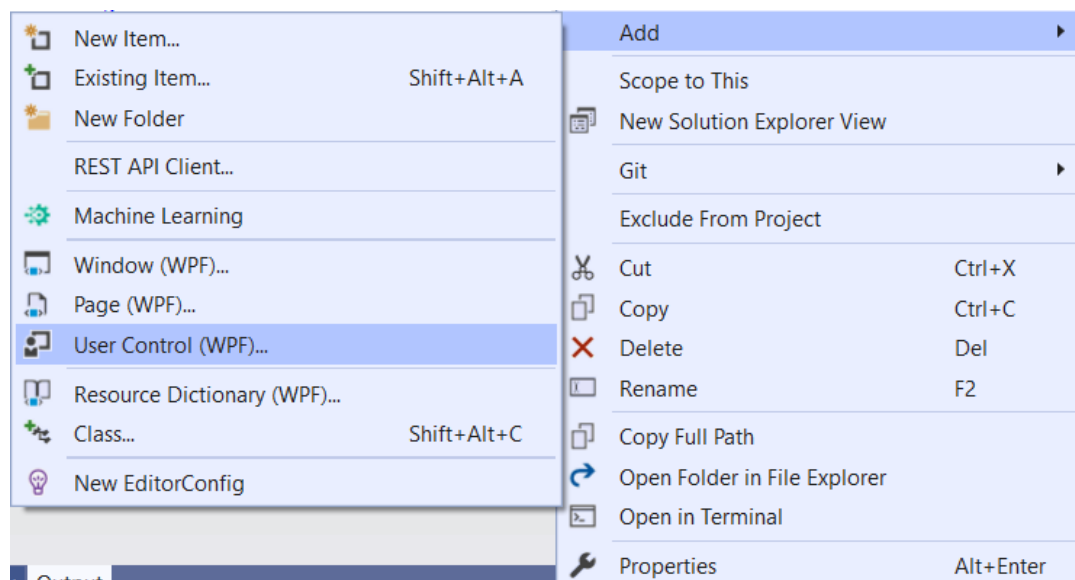 New Item...
Existing Item... Shift+Alt+A
New Folder
REST API Client...
Machine Learning
Window (WPF)...
Page (WPF)...
User Control (WPF)...
Resource Dictionary (WPF)...
Class... Shift+Alt+C
New EditorConfig
Add
Scope to This
New Solution Explorer View
Git
Exclude From Project
Cut Ctrl+X
Copy Ctrl+C
Delete Del
Rename F2
Copy Full Path
Open Folder in File Explorer
Open in Terminal
Properties Alt+Enter
Output